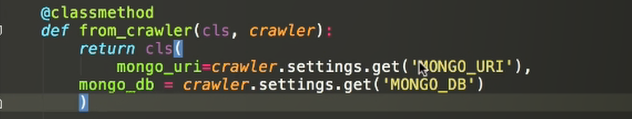 @classmethod
def from_crawler(cls, crawler):
return cls(
mongo_uri=crawler.settings.get('MONGO_URI'),
mongo_db = crawler.settings.get('MONGO_DB')
)